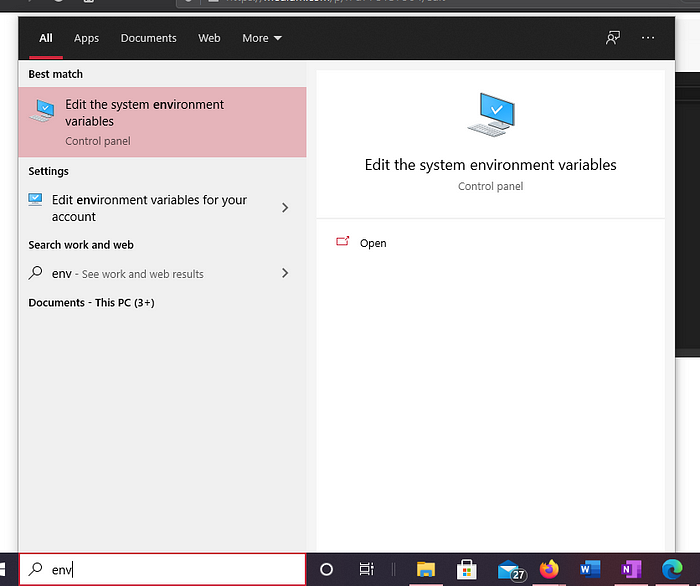 All Apps Documents Web More
Best match
Edit the system environment
variables
Control panel
Settings
Edit environment variables for your
account
Search work and web
env - See work and web results
Documents - This PC (3+)
Edit the system environment variables
Control panel
Open
env
27